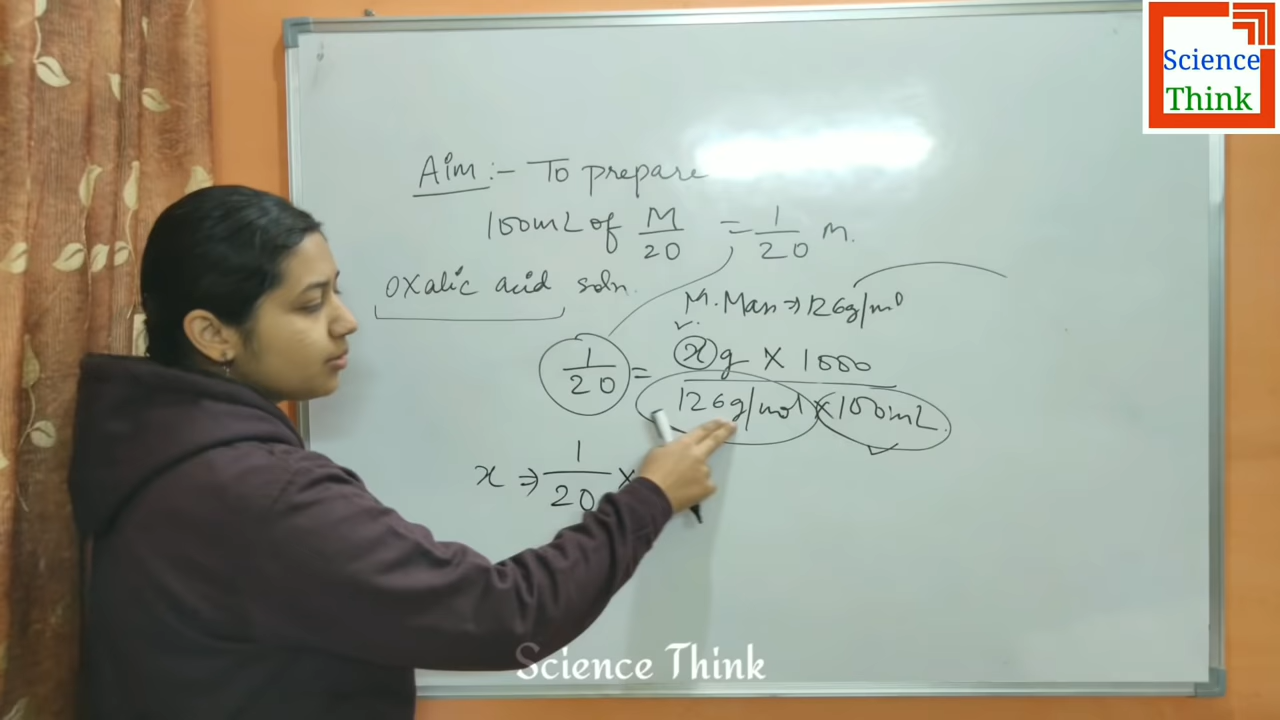 Science
Think
Aim:- To prepare
100mL of M/20 = 1/20 M.
oxalic acid soln.
M. Mass ⇒ 126g/mol
1/20 = x g × 1000
126g/mol × 100mL
x ⇒ 1/20 ×
Science Think